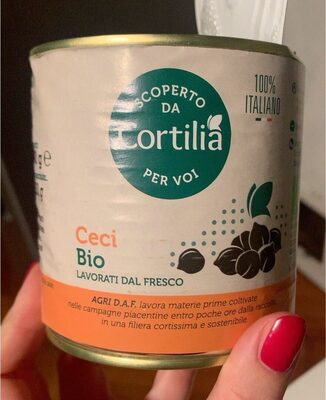 SCOPERTO
DA
Cortilia
PER VOI
100%
ITALIANO
g e
g
Ceci
Bio
LAVORATI DAL FRESCO
AGRI D.A.F. lavora materie prime coltivate
nelle campagne piacentine entro poche ore dalla raccolta,
in una filiera cortissima e sostenibile.